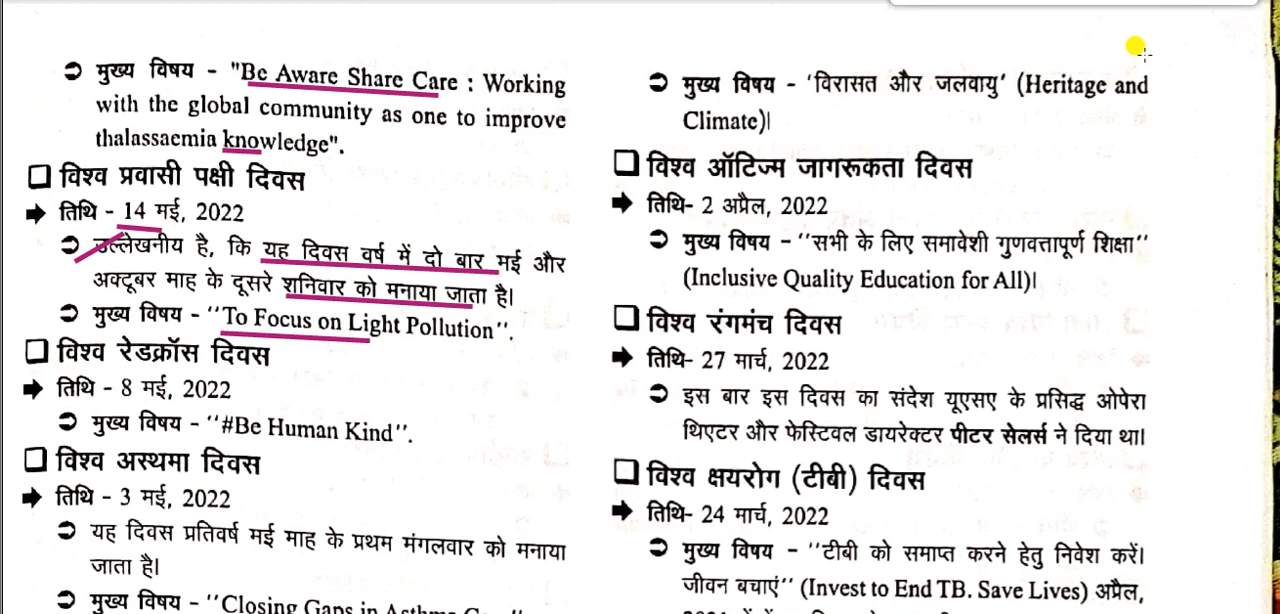 ➲ मुख्य विषय - "Be Aware Share Care : Working
with the global community as one to improve
thalassaemia knowledge".
❑ विश्व प्रवासी पक्षी दिवस
➡ तिथि - 14 मई, 2022
➲ उल्लेखनीय है, कि यह दिवस वर्ष में दो बार मई और
अक्टूबर माह के दूसरे शनिवार को मनाया जाता है।
➲ मुख्य विषय - "To Focus on Light Pollution".
❑ विश्व रेडक्रॉस दिवस
➡ तिथि - 8 मई, 2022
➲ मुख्य विषय - "#Be Human Kind".
❑ विश्व अस्थमा दिवस
➡ तिथि - 3 मई, 2022
➲ यह दिवस प्रतिवर्ष मई माह के प्रथम मंगलवार को मनाया
जाता है।
➲ मुख्य विषय - "Closing Gaps in
➲ मुख्य विषय - 'विरासत और जलवायु' (Heritage and
Climate)।
❑ विश्व ऑटिज्म जागरूकता दिवस
➡ तिथि- 2 अप्रैल, 2022
➲ मुख्य विषय - "सभी के लिए समावेशी गुणवत्तापूर्ण शिक्षा"
(Inclusive Quality Education for All)।
❑ विश्व रंगमंच दिवस
➡ तिथि- 27 मार्च, 2022
➲ इस बार इस दिवस का संदेश यूएसए के प्रसिद्ध ओपेरा
थिएटर और फेस्टिवल डायरेक्टर पीटर सेलर्स ने दिया था।
❑ विश्व क्षयरोग (टीबी) दिवस
➡ तिथि- 24 मार्च, 2022
➲ मुख्य विषय - "टीबी को समाप्त करने हेतु निवेश करें।
जीवन बचाएं" (Invest to End TB. Save Lives) अप्रैल,